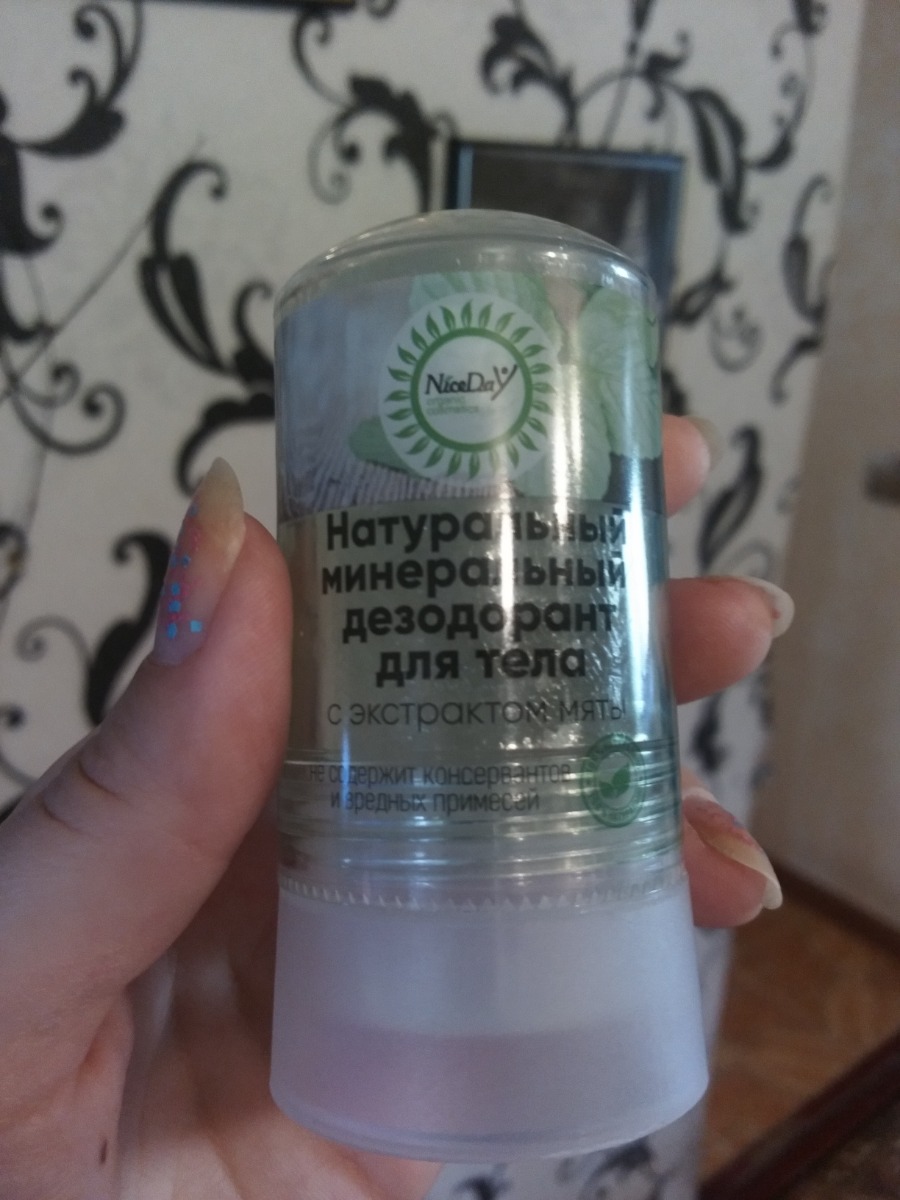 NiceDay
organic
cosmetics
Натуральный
минеральный
дезодорант
для тела
с экстрактом мяты
не содержит консервантов
и вредных примесей